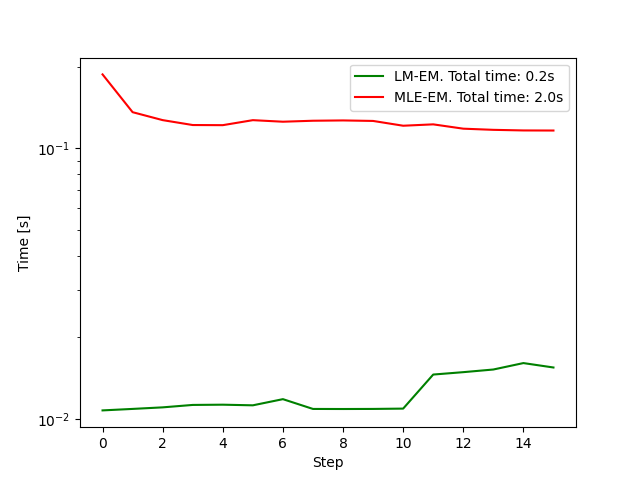 LM-EM. Total time: 0.2s
MLE-EM. Total time: 2.0s
10⁻¹
10⁻²
Time [s]
0 2 4 6 8 10 12 14
Step